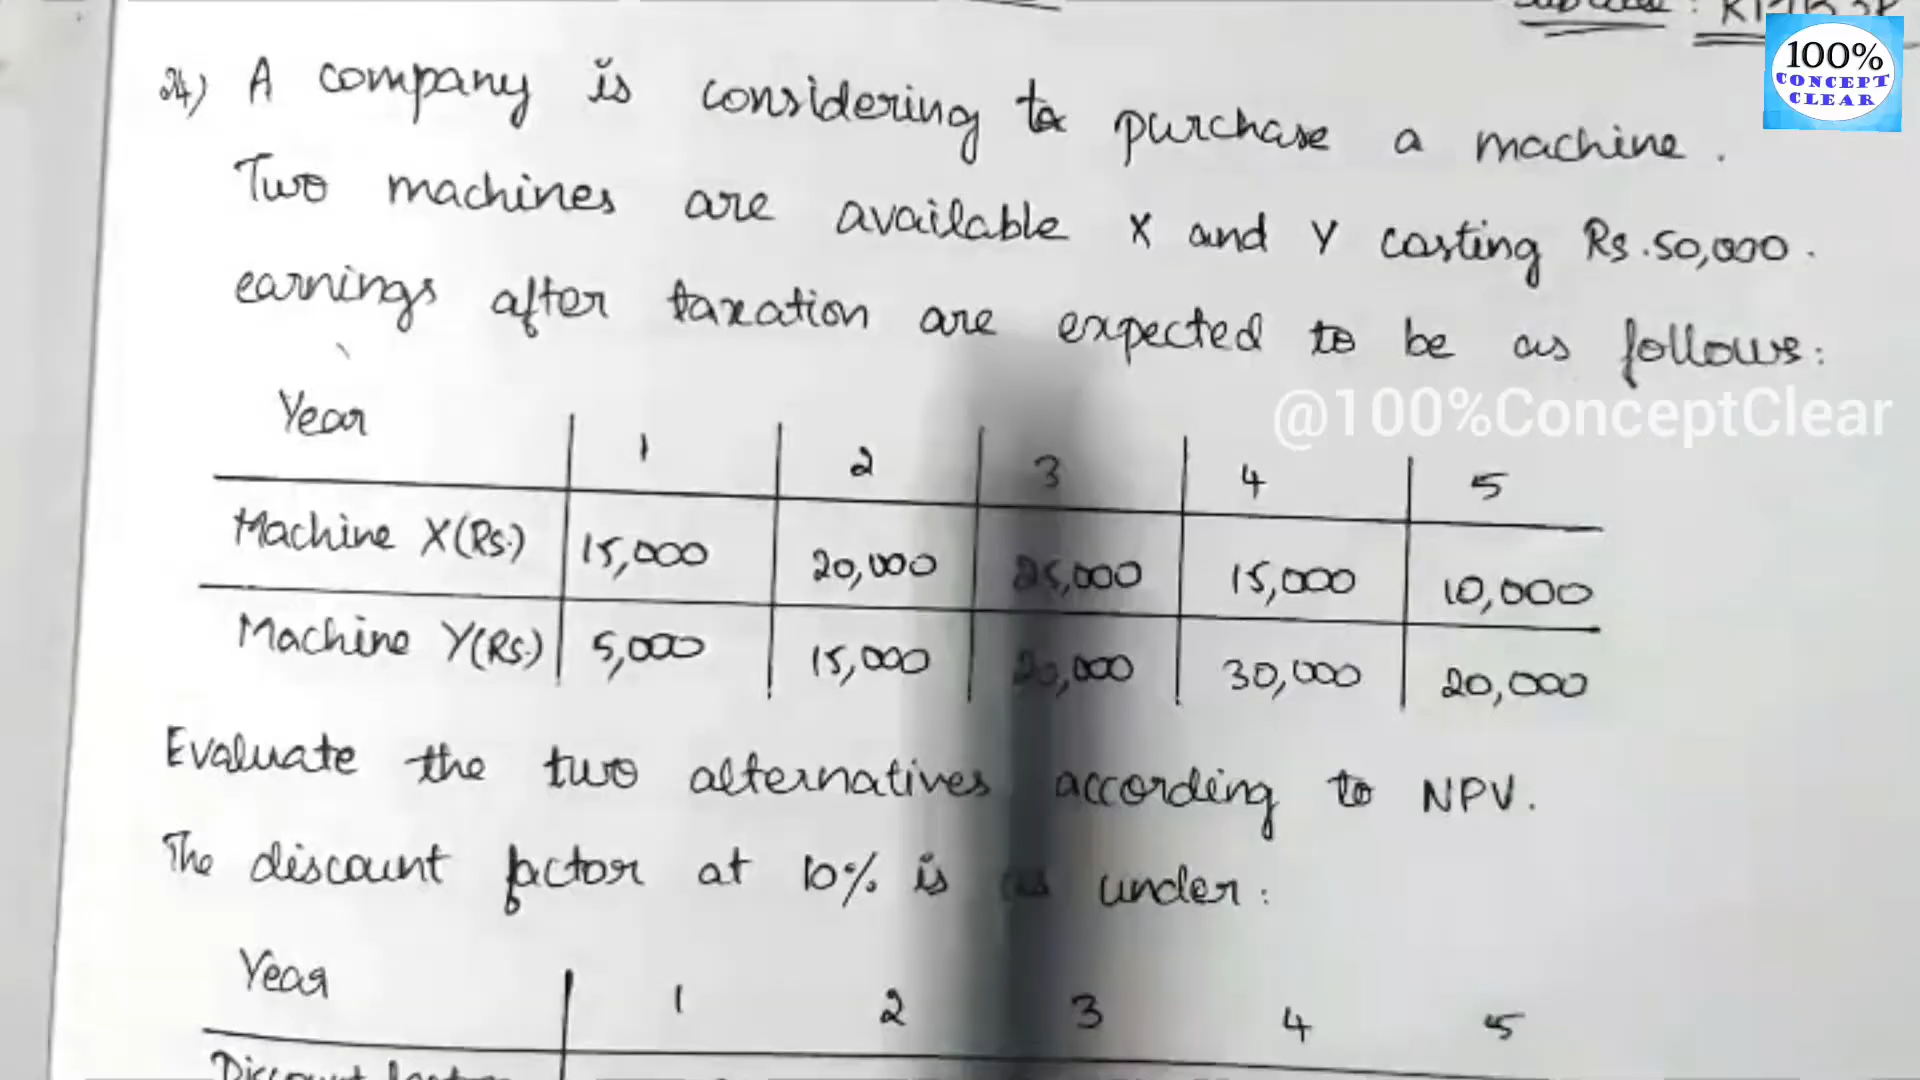 100%
CONCEPT
CLEAR
24) A company is considering to purchase a machine.
Two machines are available X and Y costing Rs.50,000.
earnings after taxation are expected to be as follows:
@100%ConceptClear
Year 1 2 3 4 5
Machine X(Rs.) 15,000 20,000 25,000 15,000 10,000
Machine Y(Rs.) 5,000 15,000 20,000 30,000 20,000
Evaluate the two alternatives according to NPV.
The discount factor at 10% is as under:
Year 1 2 3 4 5